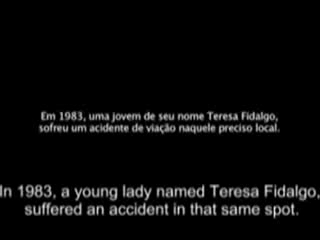 Em 1983, uma jovem de seu nome Teresa Fidalgo,
sofreu um acidente de viação naquele preciso local.
In 1983, a young lady named Teresa Fidalgo,
suffered an accident in that same spot.